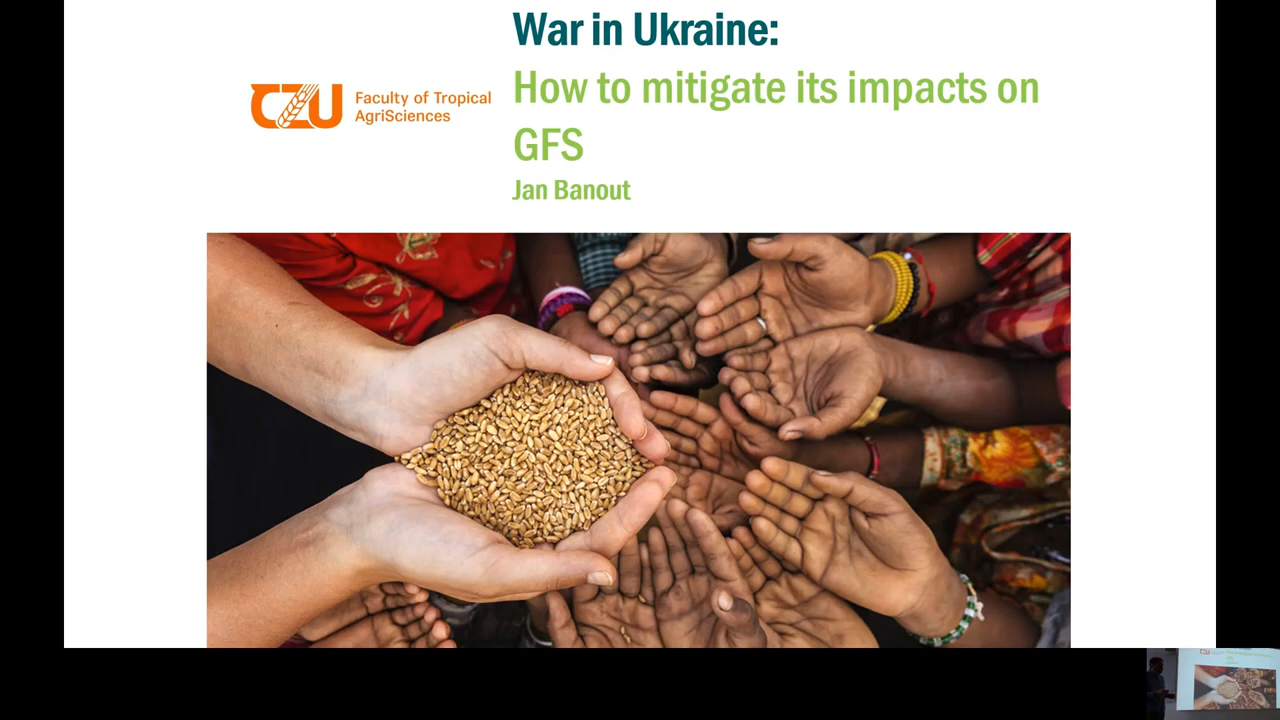 War in Ukraine:
How to mitigate its impacts on
GFS
Jan Banout
CZU
Faculty of Tropical
AgriSciences